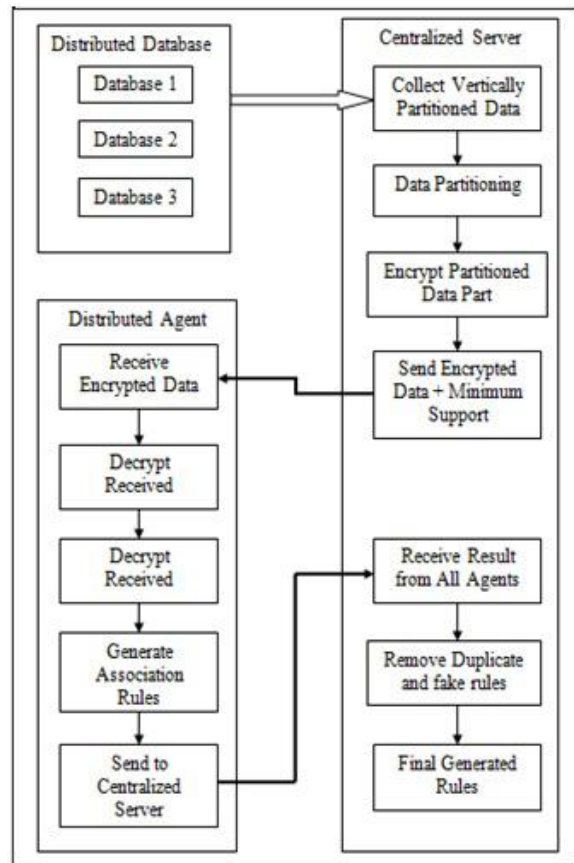 Distributed Database
Database 1
Database 2
Database 3
Centralized Server
Collect Vertically
Partitioned Data
Data Partitioning
Encrypt Partitioned
Data Part
Send Encrypted
Data + Minimum
Support
Distributed Agent
Receive
Encrypted Data
Decrypt
Received
Decrypt
Received
Generate
Association
Rules
Send to
Centralized
Server
Receive Result
from All Agents
Remove Duplicate
and fake rules
Final Generated
Rules